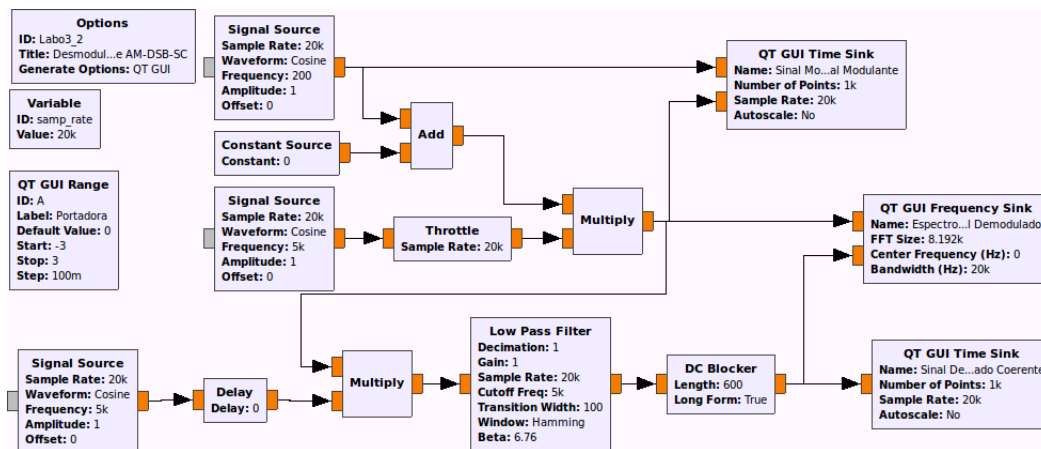 Options
ID: Labo3_2
Title: Desmodul...e AM-DSB-SC
Generate Options: QT GUI
Variable
ID: samp_rate
Value: 20k
QT GUI Range
ID: A
Label: Portadora
Default Value: 0
Start: -3
Stop: 3
Step: 100m
Signal Source
Sample Rate: 20k
Waveform: Cosine
Frequency: 200
Amplitude: 1
Offset: 0
Constant Source
Constant: 0
Add
Signal Source
Sample Rate: 20k
Waveform: Cosine
Frequency: 5k
Amplitude: 1
Offset: 0
Throttle
Sample Rate: 20k
Multiply
QT GUI Time Sink
Name: Sinal Mo...al Modulante
Number of Points: 1k
Sample Rate: 20k
Autoscale: No
QT GUI Frequency Sink
Name: Espectro...l Demodulado
FFT Size: 8.192k
Center Frequency (Hz): 0
Bandwidth (Hz): 20k
Signal Source
Sample Rate: 20k
Waveform: Cosine
Frequency: 5k
Amplitude: 1
Offset: 0
Delay
Delay: 0
Multiply
Low Pass Filter
Decimation: 1
Gain: 1
Sample Rate: 20k
Cutoff Freq: 5k
Transition Width: 100
Window: Hamming
Beta: 6.76
DC Blocker
Length: 600
Long Form: True
QT GUI Time Sink
Name: Sinal De...ado Coerente
Number of Points: 1k
Sample Rate: 20k
Autoscale: No